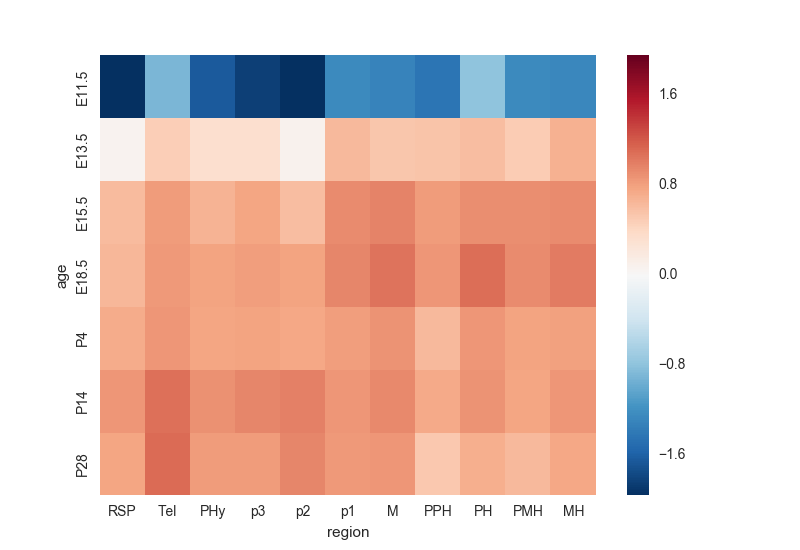 E11.5
E13.5
E15.5
E18.5
P4
P14
P28
age
RSP Tel PHy p3 p2 p1 M PPH PH PMH MH
region
1.6
0.8
0.0
−0.8
−1.6